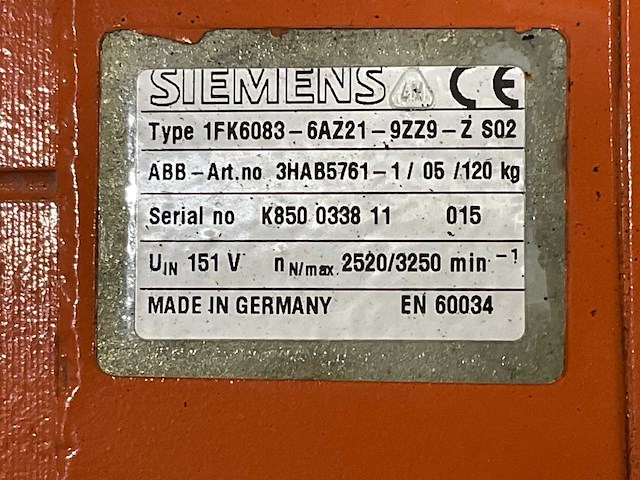 SIEMENS CE
Type 1FK6083-6AZ21-9ZZ9-Z S02
ABB-Art.no 3HAB5761-1/ 05 /120 kg
Serial no K850 0338 11 015
UIN 151 V nN/max. 2520/3250 min⁻¹
MADE IN GERMANY EN 60034